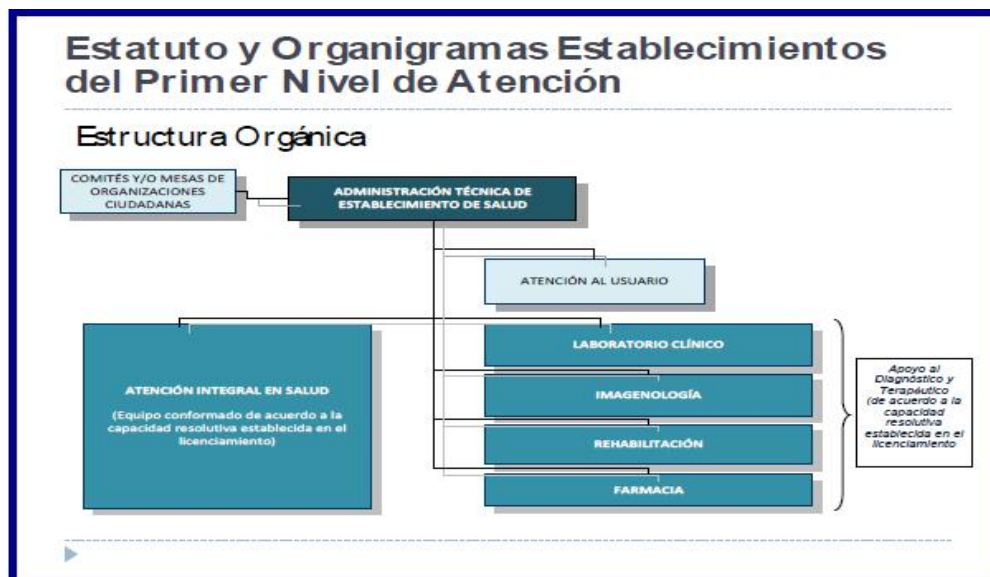 Estatuto y Organigramas Establecimientos
del Primer Nivel de Atención
Estructura Orgánica
COMITÉS Y/O MESAS DE
ORGANIZACIONES
CIUDADANAS
ADMINISTRACIÓN TÉCNICA DE
ESTABLECIMIENTO DE SALUD
ATENCIÓN AL USUARIO
ATENCIÓN INTEGRAL EN SALUD
(Equipo conformado de acuerdo a la
capacidad resolutiva establecida en el
licenciamiento)
LABORATORIO CLÍNICO
IMAGENOLOGÍA
REHABILITACIÓN
FARMACIA
Apoyo al
Diagnóstico y
Terapéutico
(de acuerdo a la
capacidad
resolutiva
establecida en el
licenciamiento